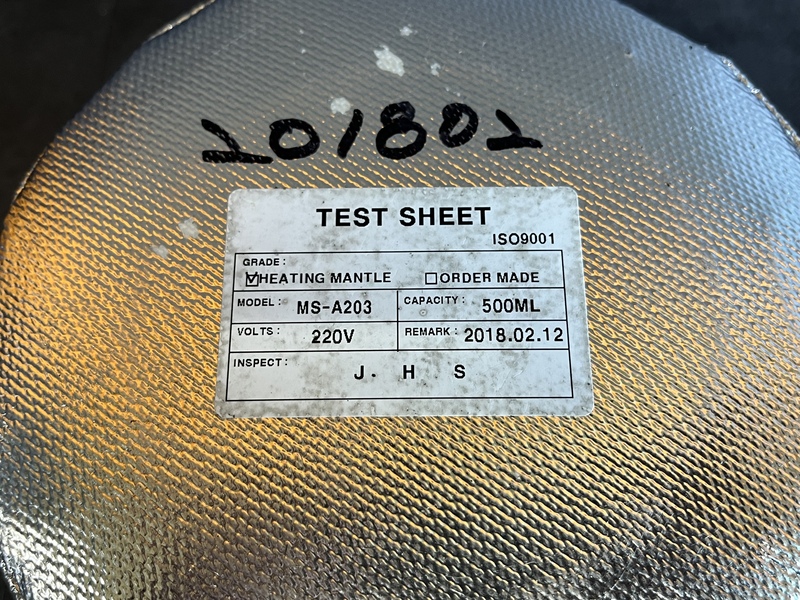 201802
TEST SHEET
ISO9001
GRADE:
HEATING MANTLE ORDER MADE
MODEL: MS-A203 CAPACITY: 500ML
VOLTS: 220V REMARK: 2018.02.12
INSPECT: J. H S